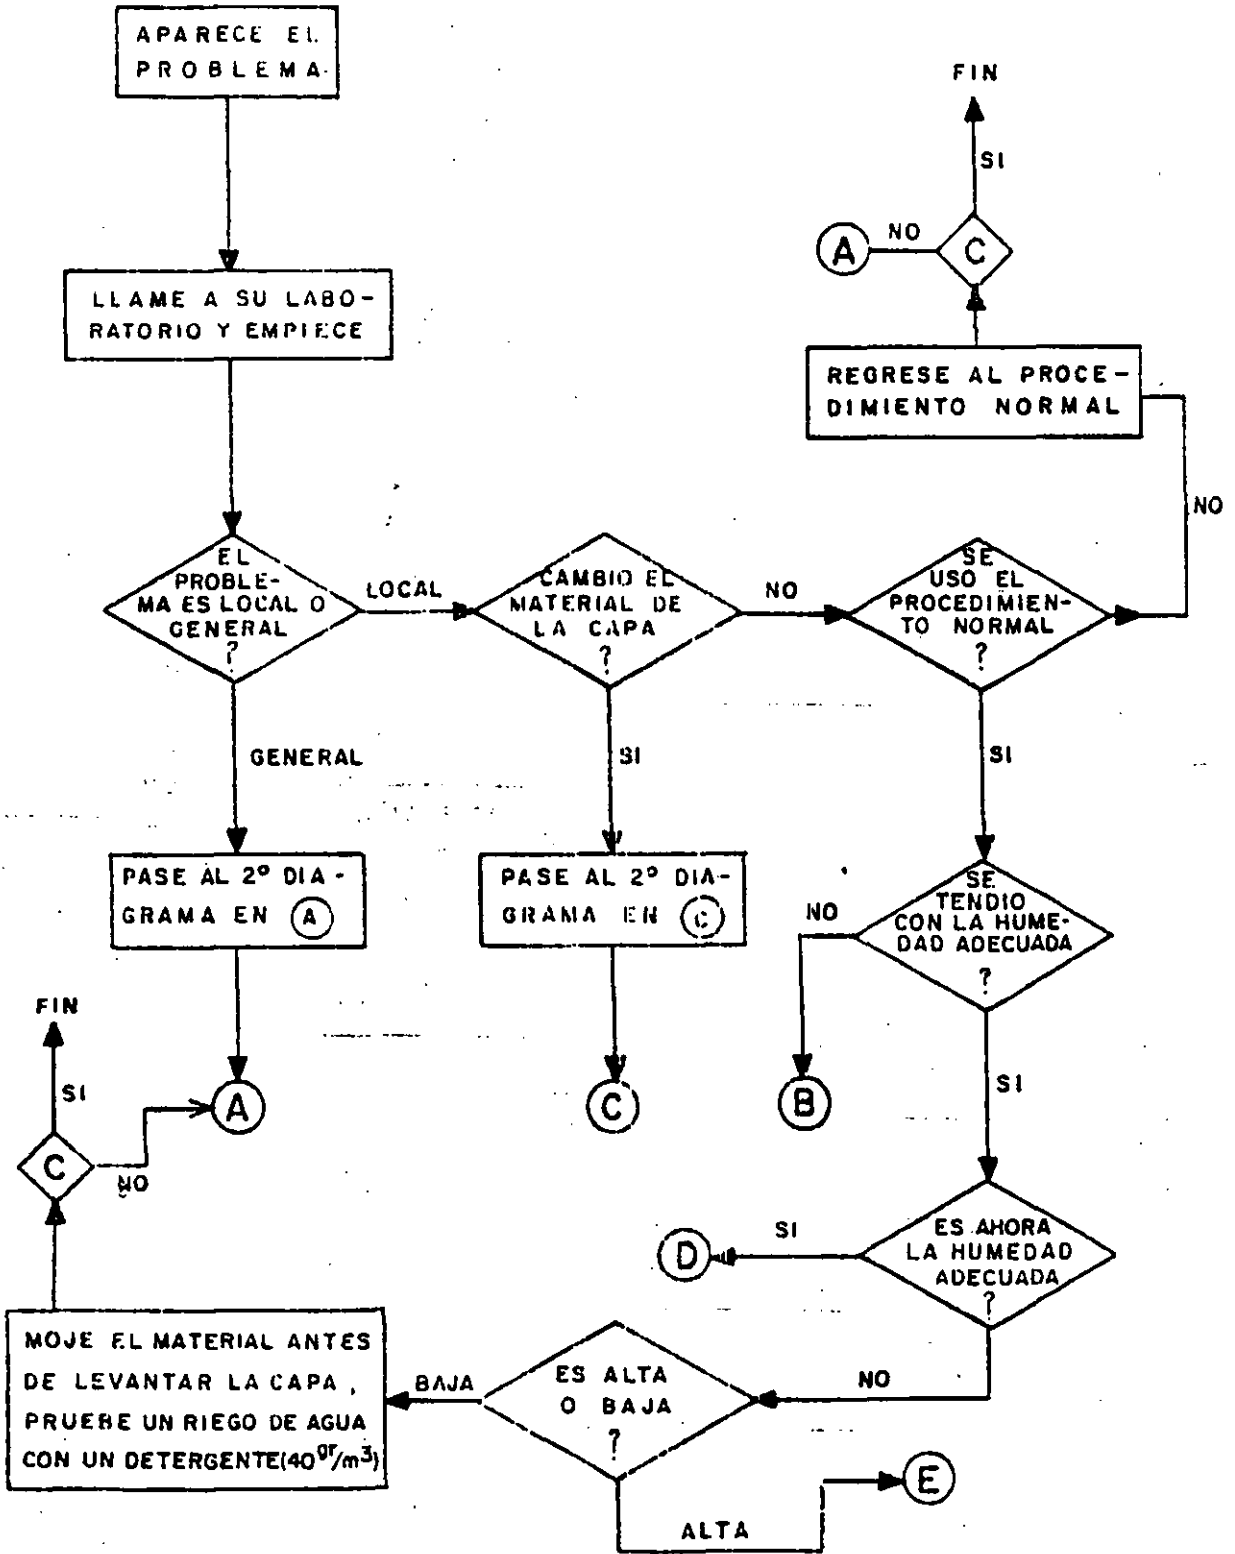 APARECE EL
PROBLEMA
LLAME A SU LABO-
RATORIO Y EMPIECE
FIN
SI
C
NO
A
REGRESE AL PROCE-
DIMIENTO NORMAL
NO
EL
PROBLE-
MA ES LOCAL O
GENERAL
?
LOCAL
CAMBIO EL
MATERIAL DE
LA CAPA
?
NO
SE
USO EL
PROCEDIMIEN-
TO NORMAL
?
GENERAL
SI
SI
PASE AL 2º DIA-
GRAMA EN A
PASE AL 2º DIA-
GRAMA EN C
SE
TENDIO
CON LA HUME-
DAD ADECUADA
?
NO
FIN
SI
C
NO
A
C
B
SI
ES AHORA
LA HUMEDAD
ADECUADA
?
SI
D
NO
ES ALTA
O BAJA
?
BAJA
MOJE EL MATERIAL ANTES
DE LEVANTAR LA CAPA,
PRUEBE UN RIEGO DE AGUA
CON UN DETERGENTE (40 gr/m³)
ALTA
E